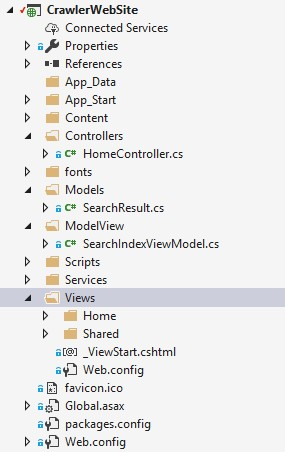 CrawlerWebSite
Connected Services
Properties
References
App_Data
App_Start
Content
Controllers
C# HomeController.cs
fonts
Models
C# SearchResult.cs
ModelView
C# SearchIndexViewModel.cs
Scripts
Services
Views
Home
Shared
[@] _ViewStart.cshtml
Web.config
favicon.ico
Global.asax
packages.config
Web.config